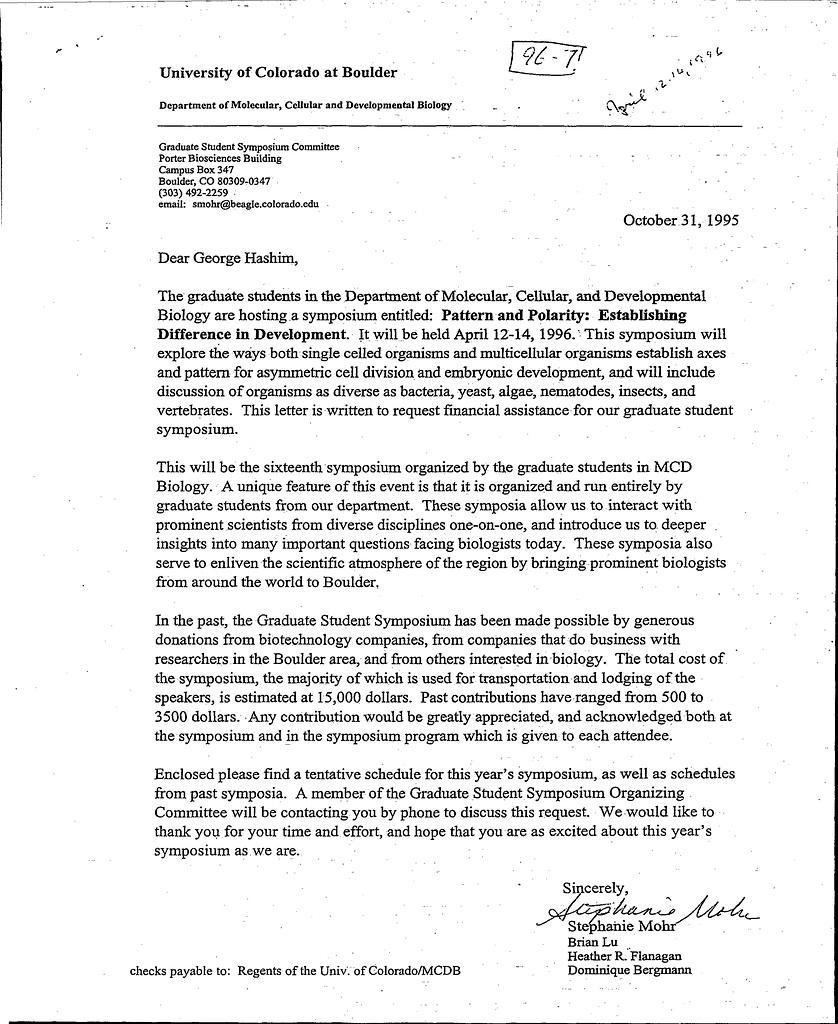 University of Colorado at Boulder
96-71
April 12-14, 1996
Department of Molecular, Cellular and Developmental Biology
Graduate Student Symposium Committee
Porter Biosciences Building
Campus Box 347
Boulder, CO 80309-0347
(303) 492-2259
email: smohr@beagle.colorado.edu
October 31, 1995
Dear George Hashim,
The graduate students in the Department of Molecular, Cellular, and Developmental
Biology are hosting a symposium entitled: Pattern and Polarity: Establishing
Difference in Development. It will be held April 12-14, 1996. This symposium will
explore the ways both single celled organisms and multicellular organisms establish axes
and pattern for asymmetric cell division and embryonic development, and will include
discussion of organisms as diverse as bacteria, yeast, algae, nematodes, insects, and
vertebrates. This letter is written to request financial assistance for our graduate student
symposium.
This will be the sixteenth symposium organized by the graduate students in MCD
Biology. A unique feature of this event is that it is organized and run entirely by
graduate students from our department. These symposia allow us to interact with
prominent scientists from diverse disciplines one-on-one, and introduce us to deeper
insights into many important questions facing biologists today. These symposia also
serve to enliven the scientific atmosphere of the region by bringing prominent biologists
from around the world to Boulder.
In the past, the Graduate Student Symposium has been made possible by generous
donations from biotechnology companies, from companies that do business with
researchers in the Boulder area, and from others interested in biology. The total cost of
the symposium, the majority of which is used for transportation and lodging of the
speakers, is estimated at 15,000 dollars. Past contributions have ranged from 500 to
3500 dollars. Any contribution would be greatly appreciated, and acknowledged both at
the symposium and in the symposium program which is given to each attendee.
Enclosed please find a tentative schedule for this year's symposium, as well as schedules
from past symposia. A member of the Graduate Student Symposium Organizing
Committee will be contacting you by phone to discuss this request. We would like to
thank you for your time and effort, and hope that you are as excited about this year's
symposium as we are.
Sincerely,
Stephanie Mohr
Stephanie Mohr
Brian Lu
Heather R. Flanagan
Dominique Bergmann
checks payable to: Regents of the Univ. of Colorado/MCDB